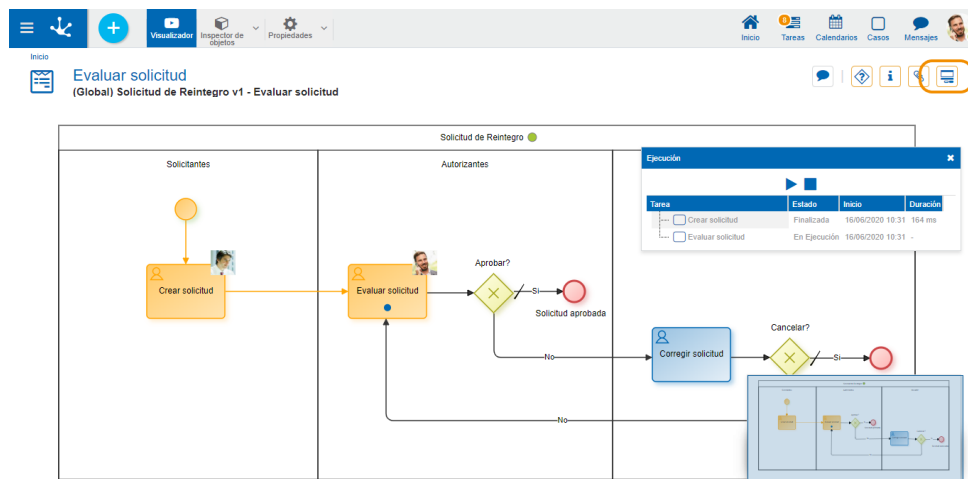 Visualizador
Inspector de
objetos
Propiedades
Inicio
8
Tareas
Calendarios
Casos
Mensajes
Inicio
Evaluar solicitud
(Global) Solicitud de Reintegro v1 - Evaluar solicitud
Solicitud de Reintegro
Solicitantes
Autorizantes
Ejecución
Tarea
Estado
Inicio
Duración
Crear solicitud
Finalizada
16/06/2020 10:31
164 ms
Evaluar solicitud
En Ejecución
16/06/2020 10:31
-
Crear solicitud
Evaluar solicitud
Aprobar?
Si
Solicitud aprobada
No
Corregir solicitud
Cancelar?
Si
No